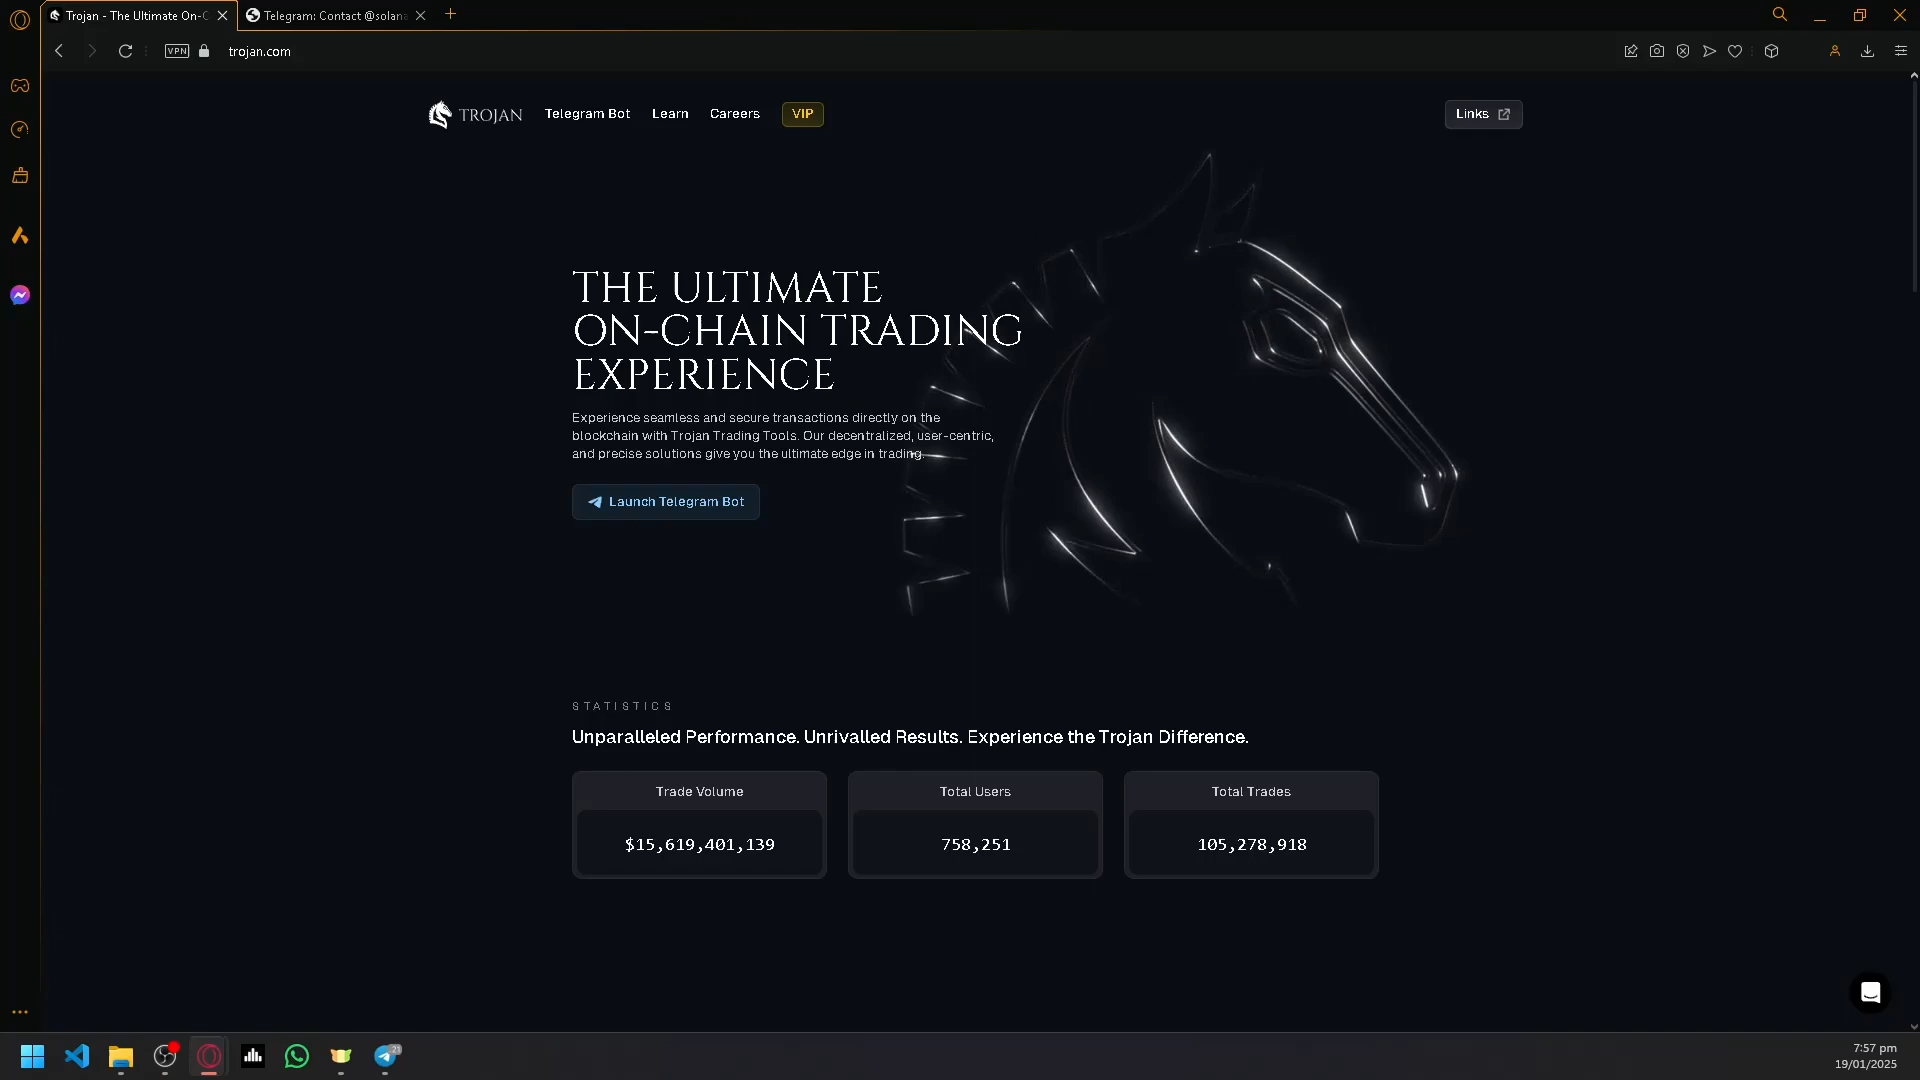 Trojan - The Ultimate On-C
Telegram: Contact @solana
VPN
trojan.com
TROJAN
Telegram Bot
Learn
Careers
VIP
Links
THE ULTIMATE
ON-CHAIN TRADING
EXPERIENCE
Experience seamless and secure transactions directly on the
blockchain with Trojan Trading Tools. Our decentralized, user-centric,
and precise solutions give you the ultimate edge in trading.
Launch Telegram Bot
STATISTICS
Unparalleled Performance. Unrivalled Results. Experience the Trojan Difference.
Trade Volume
$15,619,401,139
Total Users
758,251
Total Trades
105,278,918
21
7:57 pm
19/01/2025